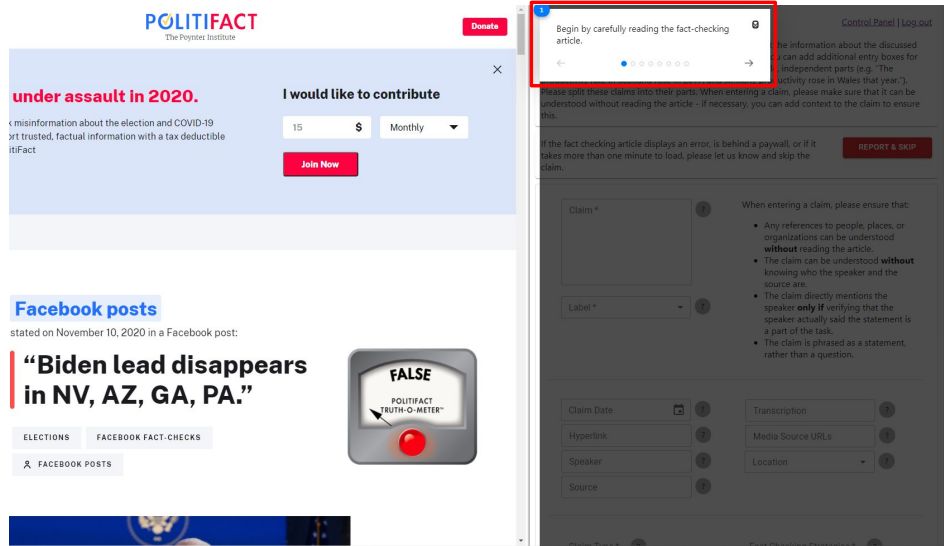 POLITIFACT
The Poynter Institute
Donate
under assault in 2020.
k misinformation about the election and COVID-19
ort trusted, factual information with a tax deductible
itiFact
I would like to contribute
15
$
Monthly
Join Now
Facebook posts
stated on November 10, 2020 in a Facebook post:
“Biden lead disappears
in NV, AZ, GA, PA.”
FALSE
POLITIFACT
TRUTH-O-METER™
ELECTIONS
FACEBOOK FACT-CHECKS
FACEBOOK POSTS
1
Begin by carefully reading the fact-checking
article.
Control Panel | Log out
the information about the discussed
can add additional entry boxes for
independent parts (e.g. "The
ductivity rose in Wales that year.").
Please split these claims into their parts. When entering a claim, please make sure that it can be
understood without reading the article - if necessary, you can add context to the claim to ensure
this.
If the fact checking article displays an error, is behind a paywall, or if it
takes more than one minute to load, please let us know and skip the
claim.
REPORT & SKIP
Claim *
?
When entering a claim, please ensure that:
• Any references to people, places, or
organizations can be understood
without reading the article.
• The claim can be understood without
knowing who the speaker and the
source are.
• The claim directly mentions the
speaker only if verifying that the
speaker actually said the statement is
a part of the task.
• The claim is phrased as a statement,
rather than a question.
Label *
?
Claim Date
?
Transcription
?
Hyperlink
?
Media Source URLs
?
Speaker
?
Location
?
Source
?